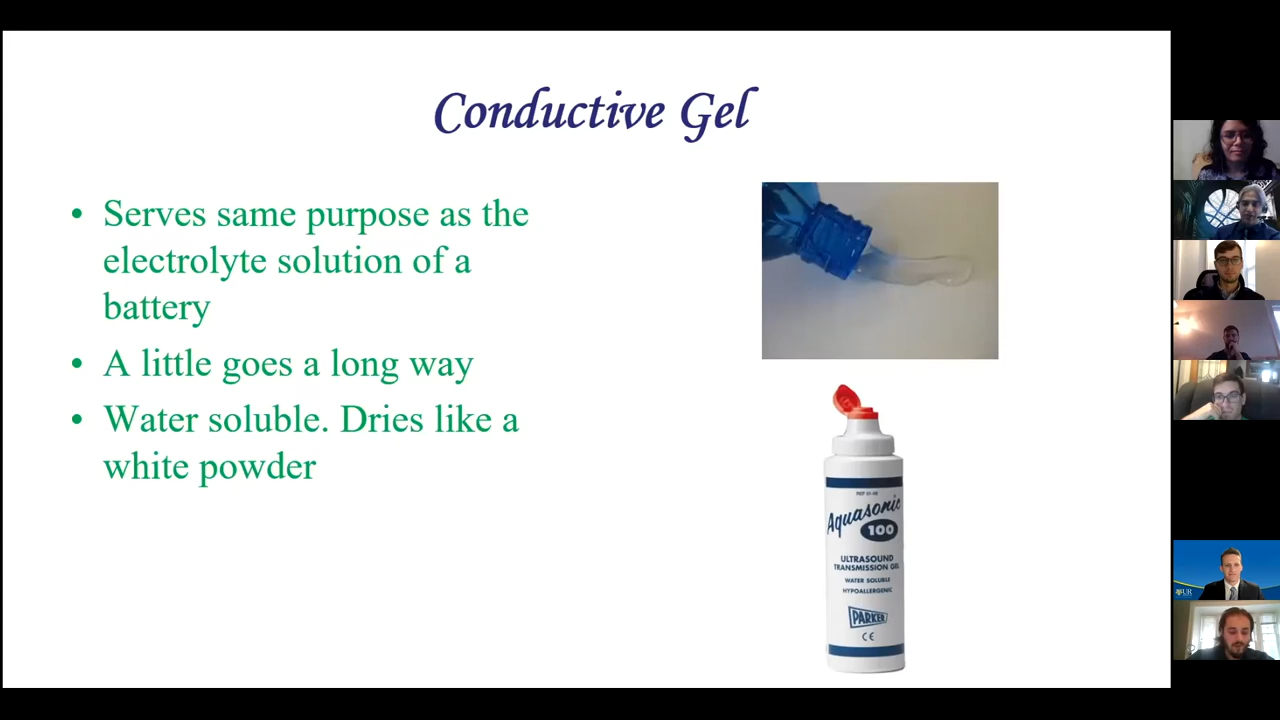 Conductive Gel
• Serves same purpose as the
electrolyte solution of a
battery
• A little goes a long way
• Water soluble. Dries like a
white powder
Aquasonic
100
ULTRASOUND
TRANSMISSION GEL
WATER SOLUBLE
HYPOALLERGENIC
PARKER
CE
UR